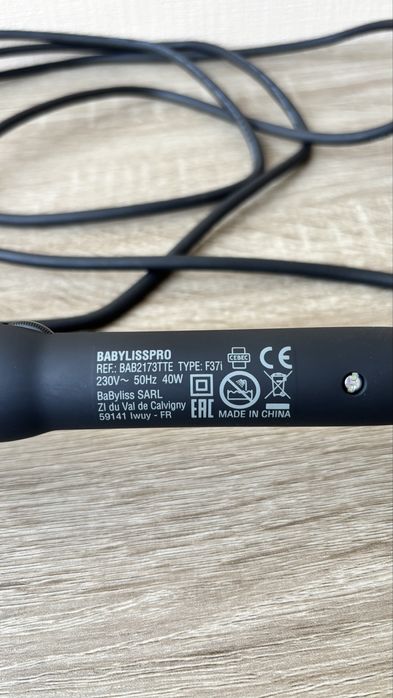 BABYLISSPRO
REF.: BAB2173TTE TYPE: F37i
230V~ 50Hz 40W
BaByliss SARL
ZI du Val de Calvigny
59141 Iwuy - FR
CEBEC
CE
EAC
MADE IN CHINA